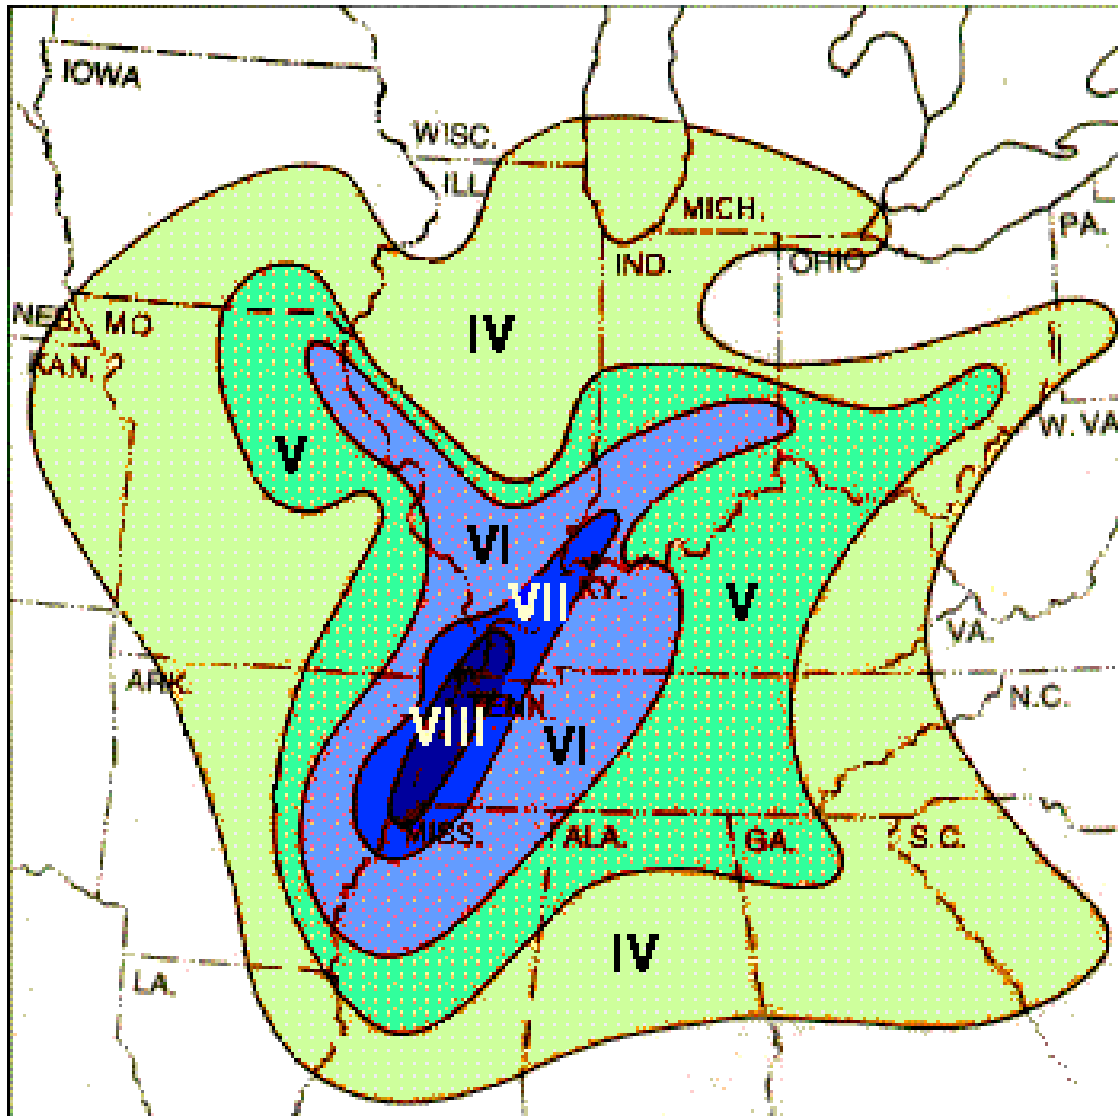 IOWA
WISC.
ILL
MICH.
PA.
IND.
OHIO
NEB. MO
IV
KAN.
W. VA
V
VI
VII
KY.
V
VA.
ARK.
TENN.
N.C.
VIII
VI
MISS.
ALA.
GA.
S.C.
IV
LA.